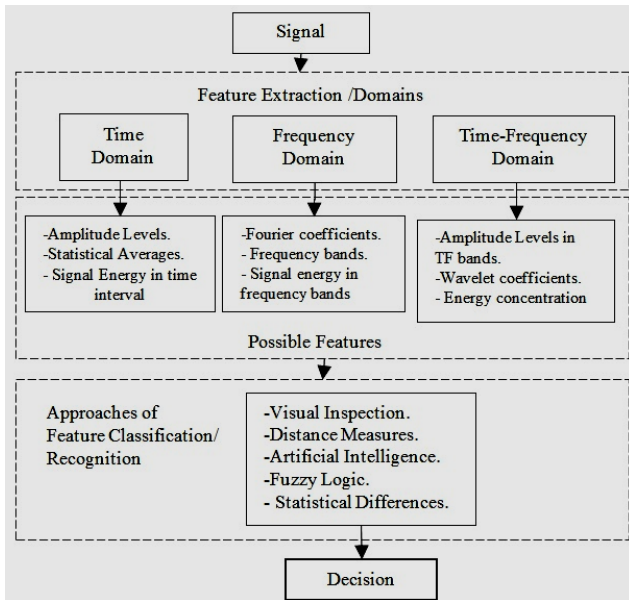 Signal
Feature Extraction /Domains
Time
Domain
Frequency
Domain
Time-Frequency
Domain
-Amplitude Levels.
-Statistical Averages.
- Signal Energy in time
interval
-Fourier coefficients.
- Frequency bands.
- Signal energy in
frequency bands
-Amplitude Levels in
TF bands.
-Wavelet coefficients.
- Energy concentration
Possible Features
Approaches of
Feature Classification/
Recognition
-Visual Inspection.
-Distance Measures.
-Artificial Intelligence.
-Fuzzy Logic.
- Statistical Differences.
Decision